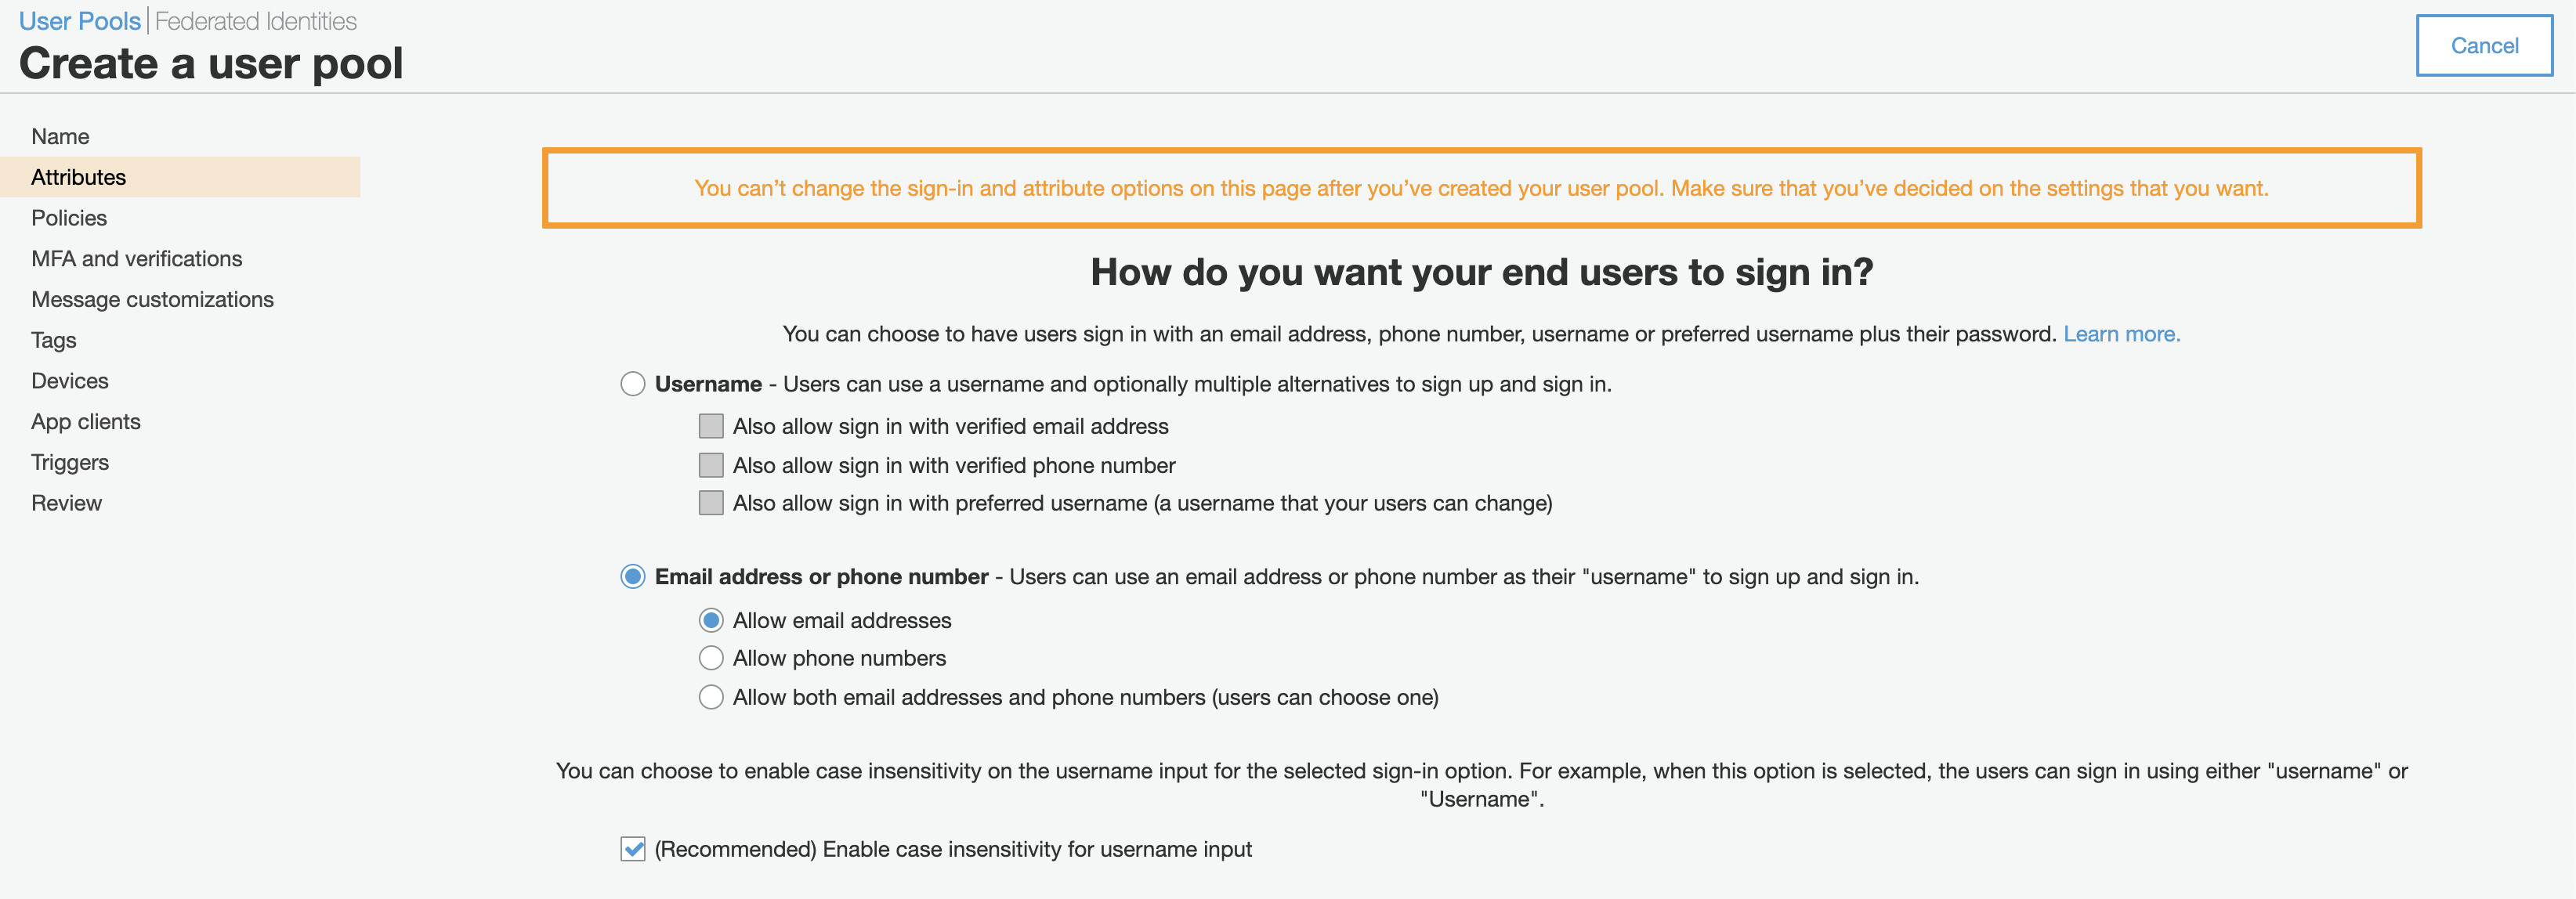 User Pools | Federated Identities
Create a user pool
Cancel
Name
Attributes
Policies
MFA and verifications
Message customizations
Tags
Devices
App clients
Triggers
Review
You can’t change the sign-in and attribute options on this page after you’ve created your user pool. Make sure that you’ve decided on the settings that you want.
How do you want your end users to sign in?
You can choose to have users sign in with an email address, phone number, username or preferred username plus their password. Learn more.
Username - Users can use a username and optionally multiple alternatives to sign up and sign in.
Also allow sign in with verified email address
Also allow sign in with verified phone number
Also allow sign in with preferred username (a username that your users can change)
Email address or phone number - Users can use an email address or phone number as their "username" to sign up and sign in.
Allow email addresses
Allow phone numbers
Allow both email addresses and phone numbers (users can choose one)
You can choose to enable case insensitivity on the username input for the selected sign-in option. For example, when this option is selected, the users can sign in using either "username" or
"Username".
(Recommended) Enable case insensitivity for username input